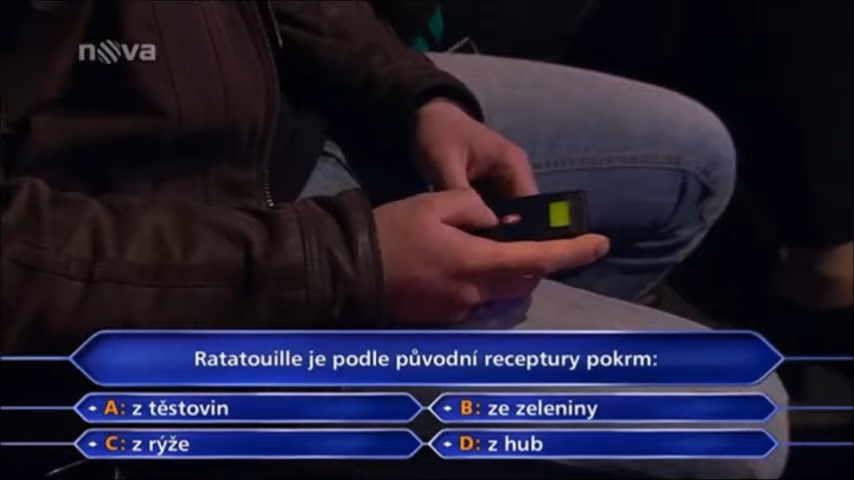 nova
Ratatouille je podle původní receptury pokrm:
A: z těstovin
B: ze zeleniny
C: z rýže
D: z hub